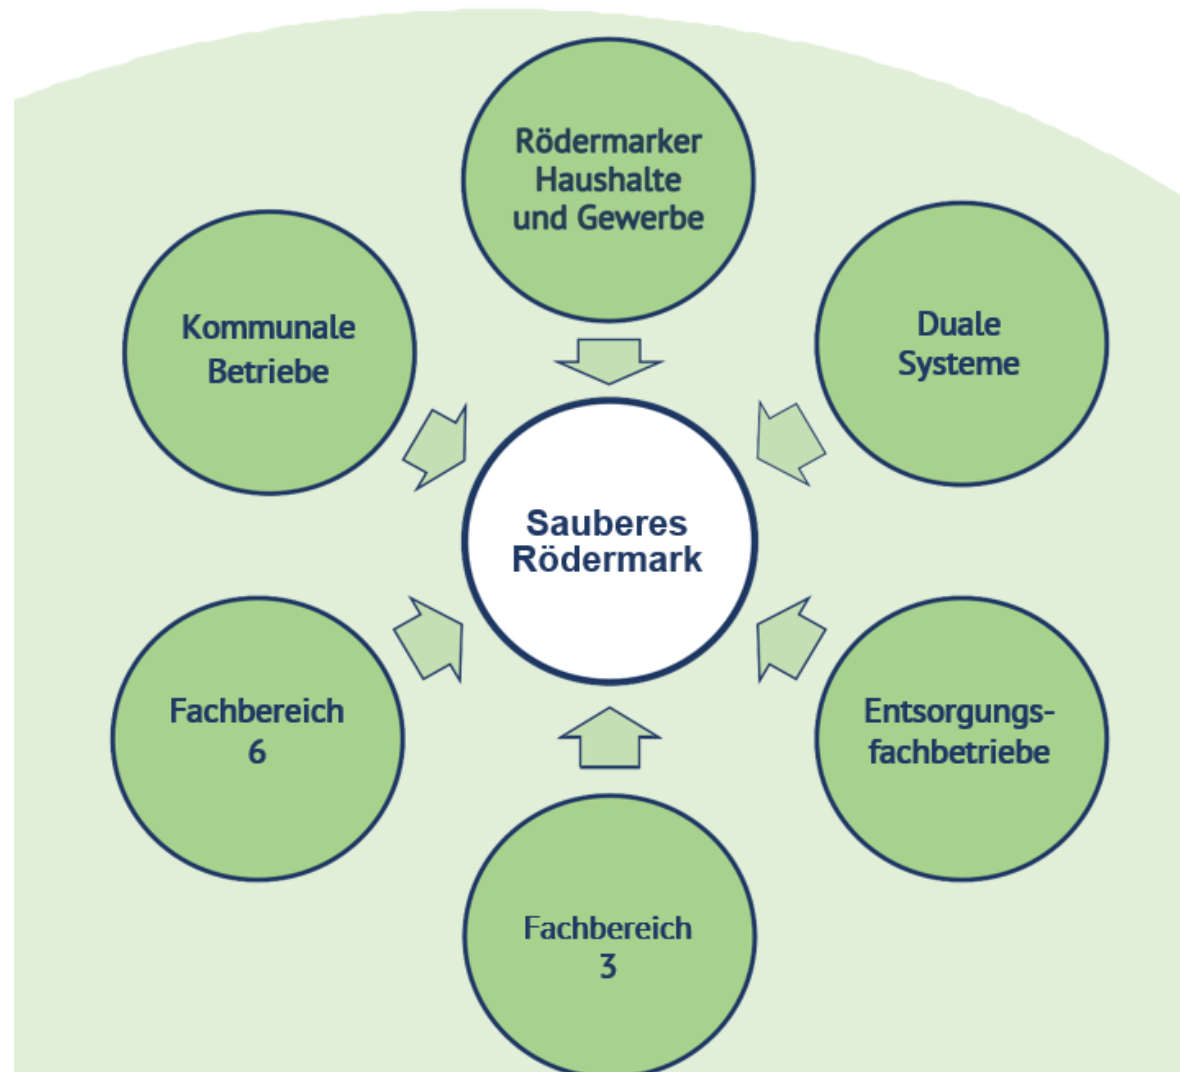 Rödermarker
Haushalte
und Gewerbe
Kommunale
Betriebe
Duale
Systeme
Sauberes
Rödermark
Fachbereich
6
Entsorgungs-
fachbetriebe
Fachbereich
3